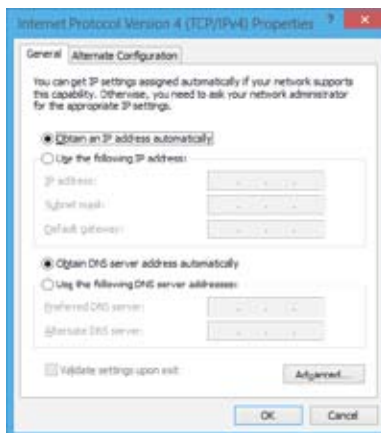 Internet Protocol Version 4 (TCP/IPv4) Properties
General Alternate Configuration
You can get IP settings assigned automatically if your network supports
this capability. Otherwise, you need to ask your network administrator
for the appropriate IP settings.
Obtain an IP address automatically
Use the following IP address:
IP address:
Subnet mask:
Default gateway:
Obtain DNS server address automatically
Use the following DNS server addresses:
Preferred DNS server:
Alternate DNS server:
Validate settings upon exit
Advanced...
OK Cancel